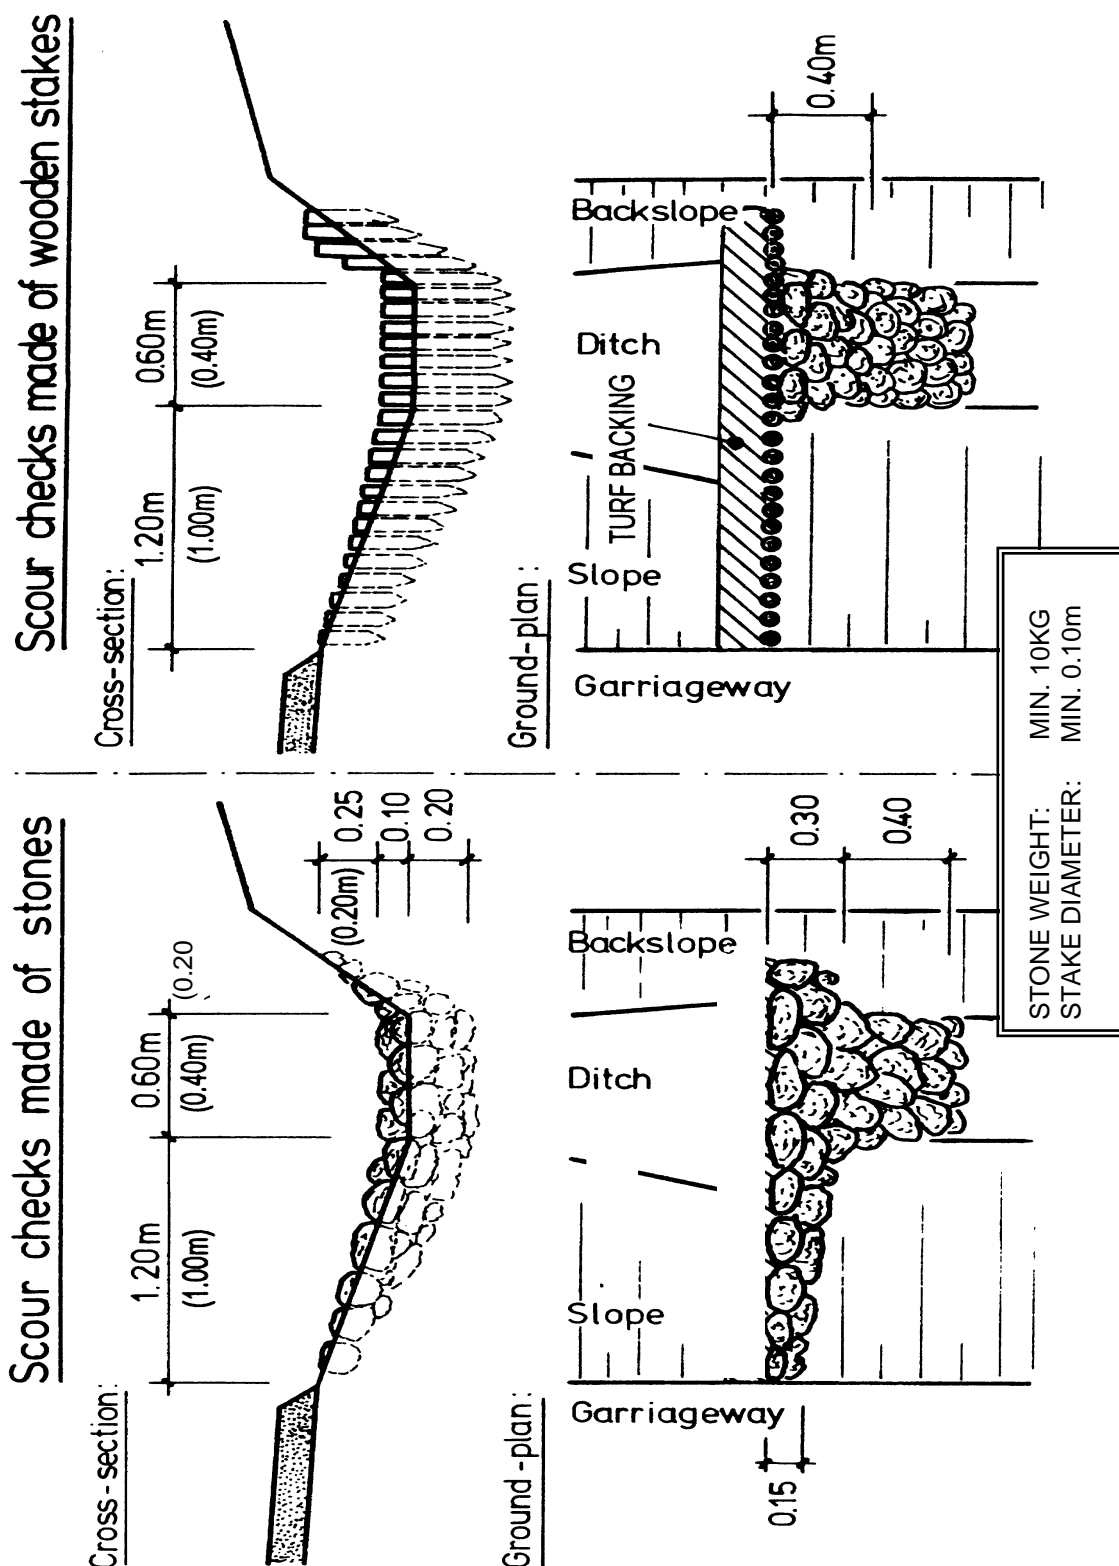 Scour checks made of stones
Cross-section:
1.20m
(1.00m)
0.60m
(0.40m)
(0.20
(0.20m)
0.25
0.10
0.20
Ground-plan:
Garriageway
Slope
Ditch
Backslope
0.15
0.30
0.40
Scour checks made of wooden stakes
Cross-section:
1.20m
(1.00m)
0.60m
(0.40m)
Ground-plan:
Garriageway
Slope
TURF BACKING
Ditch
Backslope
0.40m
STONE WEIGHT: MIN. 10KG
STAKE DIAMETER: MIN. 0.10m